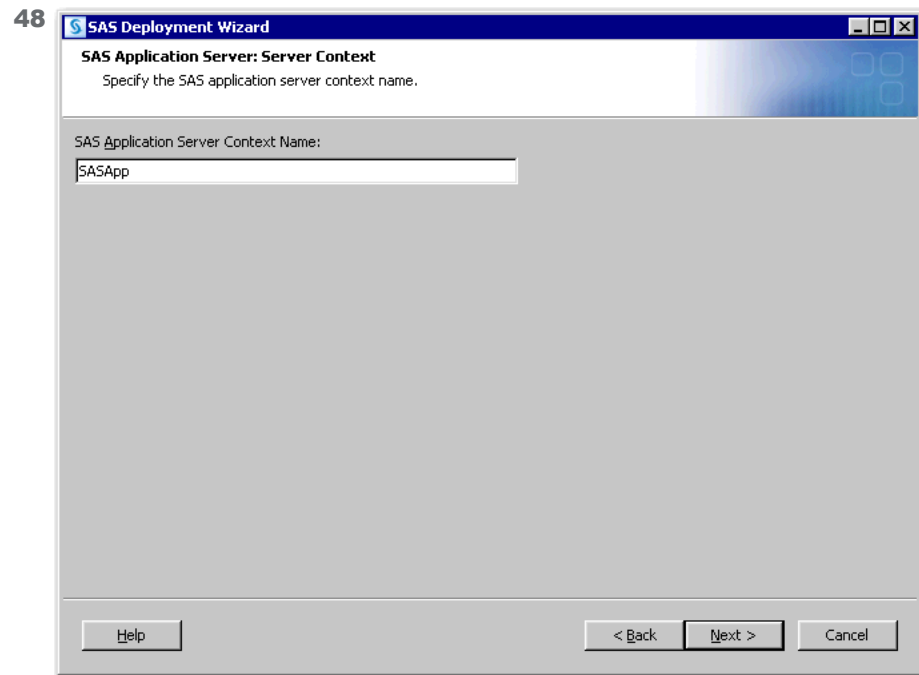 48
SAS Deployment Wizard
SAS Application Server: Server Context
Specify the SAS application server context name.
SAS Application Server Context Name:
SASApp
Help
< Back
Next >
Cancel